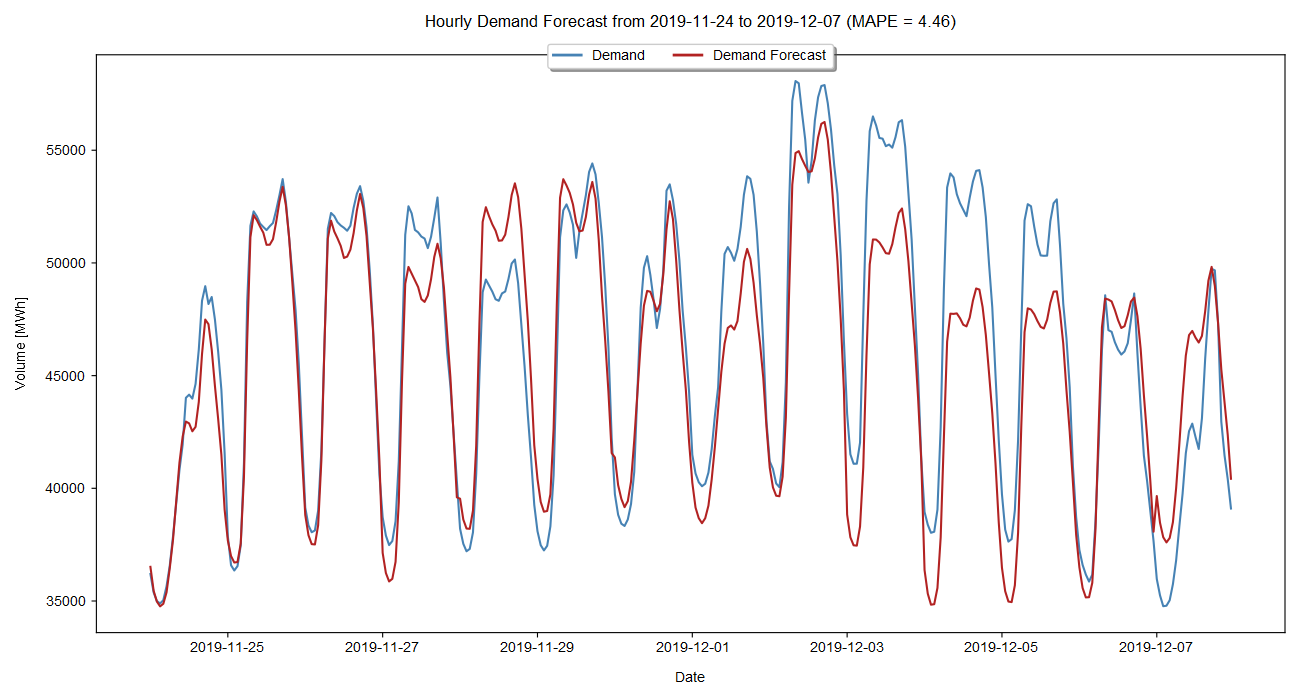 Hourly Demand Forecast from 2019-11-24 to 2019-12-07 (MAPE = 4.46)
Demand Demand Forecast
55000
50000
45000
40000
35000
Volume [MWh]
2019-11-25 2019-11-27 2019-11-29 2019-12-01 2019-12-03 2019-12-05 2019-12-07
Date